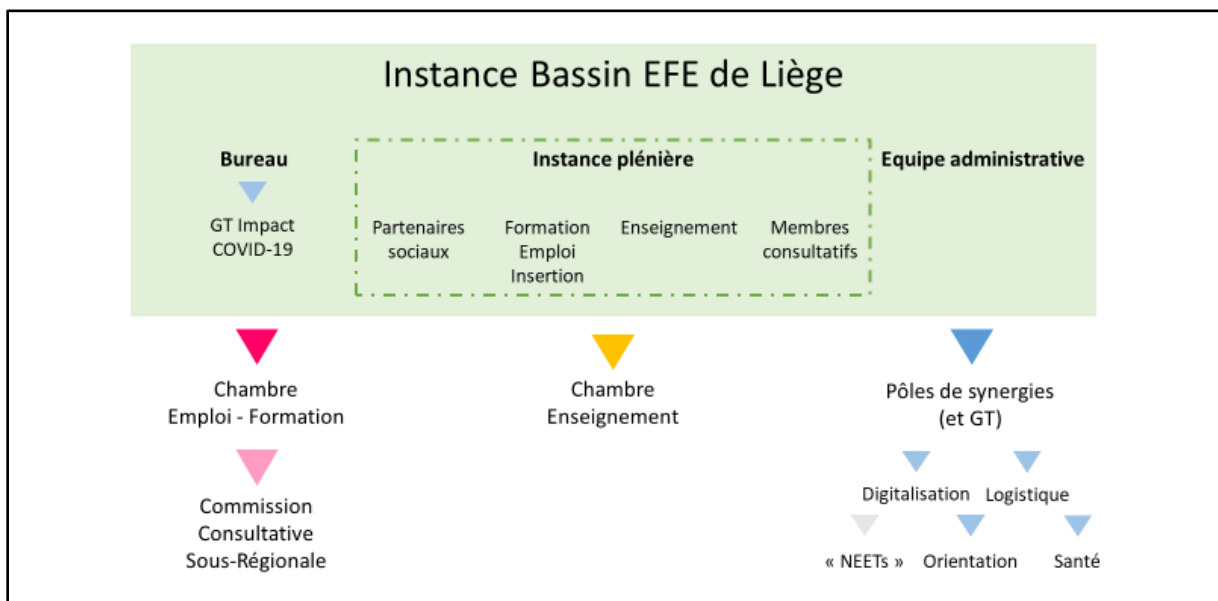 Instance Bassin EFE de Liège
Bureau
Instance plénière
Equipe administrative
GT Impact
COVID-19
Partenaires
sociaux
Formation
Emploi
Insertion
Enseignement
Membres
consultatifs
Chambre
Emploi - Formation
Chambre
Enseignement
Pôles de synergies
(et GT)
Commission
Consultative
Sous-Régionale
Digitalisation
Logistique
« NEETs »
Orientation
Santé